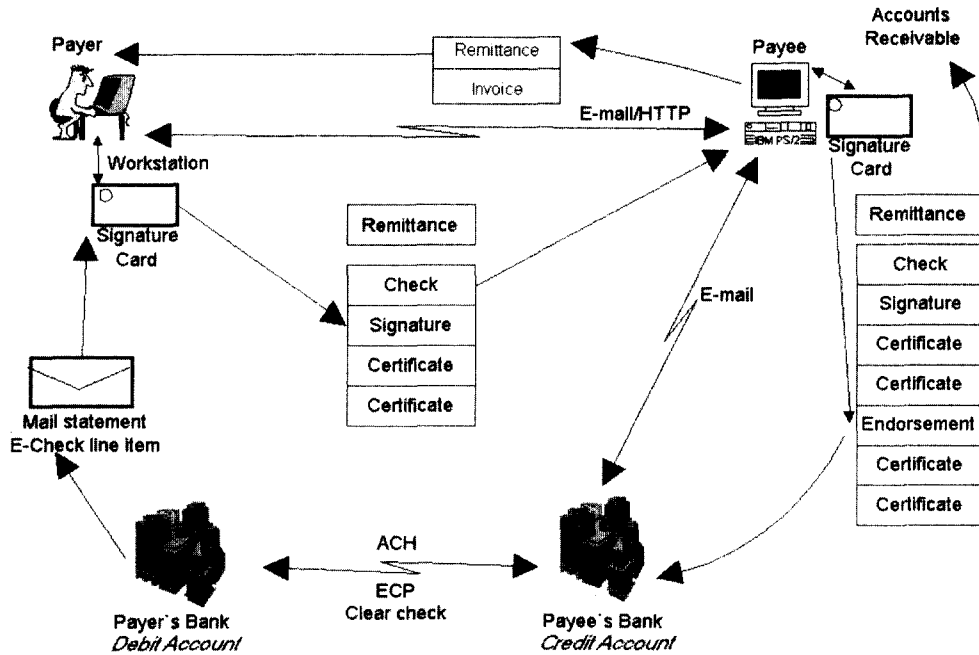 Payer
Remittance
Invoice
Payee
Accounts
Receivable
E-mail/HTTP
IBM PS/2
Workstation
Signature
Card
Signature
Card
Remittance
Check
Signature
Certificate
Certificate
E-mail
Remittance
Check
Signature
Certificate
Certificate
Endorsement
Certificate
Certificate
Mail statement
E-Check line item
ACH
ECP
Clear check
Payer's Bank
Debit Account
Payee's Bank
Credit Account